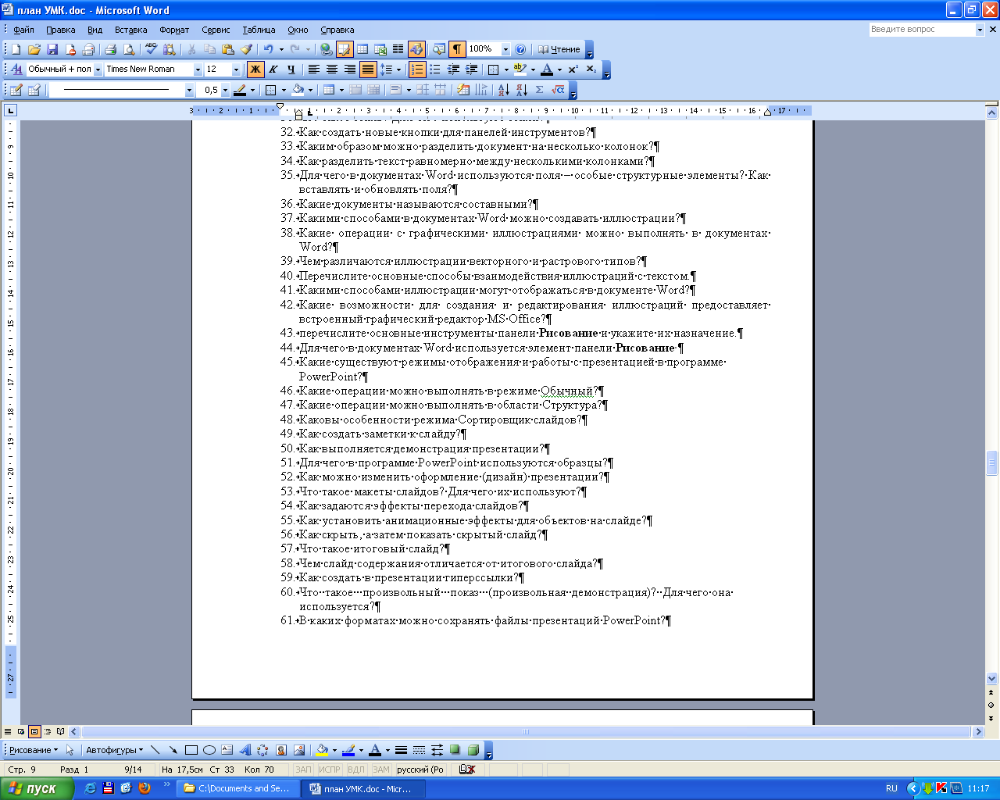 план УМК.doc - Microsoft Word
Файл Правка Вид Вставка Формат Сервис Таблица Окно Справка
Введите вопрос
100% Чтение
Обычный + пол Times New Roman 12 Ж К Ч
0,5
3 2 1 1 2 3 4 5 6 7 8 9 10 11 12 13 14 15 16 17
32. Как создать новые кнопки для панелей инструментов?¶
33. Каким образом можно разделить документ на несколько колонок?¶
34. Как разделить текст равномерно между несколькими колонками?¶
35. Для чего в документах Word используются поля – особые структурные элементы? Как
вставлять и обновлять поля?¶
36. Какие документы называются составными?¶
37. Какими способами в документах Word можно создавать иллюстрации?¶
38. Какие операции с графическими иллюстрациями можно выполнять в документах
Word?¶
39. Чем различаются иллюстрации векторного и растрового типов?¶
40. Перечислите основные способы взаимодействия иллюстраций с текстом.¶
41. Какими способами иллюстрации могут отображаться в документе Word?¶
42. Какие возможности для создания и редактирования иллюстраций предоставляет
встроенный графический редактор MS Office?¶
43. перечислите основные инструменты панели Рисование и укажите их назначение.¶
44. Для чего в документах Word используется элемент панели Рисование ¶
45. Какие существуют режимы отображения и работы с презентацией в программе
PowerPoint?¶
46. Какие операции можно выполнять в режиме Обычный?¶
47. Какие операции можно выполнять в области Структура?¶
48. Каковы особенности режима Сортировщик слайдов?¶
49. Как создать заметки к слайду?¶
50. Как выполняется демонстрация презентации?¶
51. Для чего в программе PowerPoint используются образцы?¶
52. Как можно изменить оформление (дизайн) презентации?¶
53. Что такое макеты слайдов? Для чего их используют?¶
54. Как задаются эффекты перехода слайдов?¶
55. Как установить анимационные эффекты для объектов на слайде?¶
56. Как скрыть, а затем показать скрытый слайд?¶
57. Что такое итоговый слайд?¶
58. Чем слайд содержания отличается от итогового слайда?¶
59. Как создать в презентации гиперссылки?¶
60. Что такое произвольный показ (произвольная демонстрация)? Для чего она
используется?¶
61. В каких форматах можно сохранять файлы презентаций PowerPoint?¶
Рисование Автофигуры
Стр. 9 Разд 1 9/14 На 17,5см Ст 33 Кол 70 ЗАП ИСПР ВДЛ ЗАМ русский (Ро
пуск C:\Documents and Se... план УМК.doc - Micr... RU 11:17